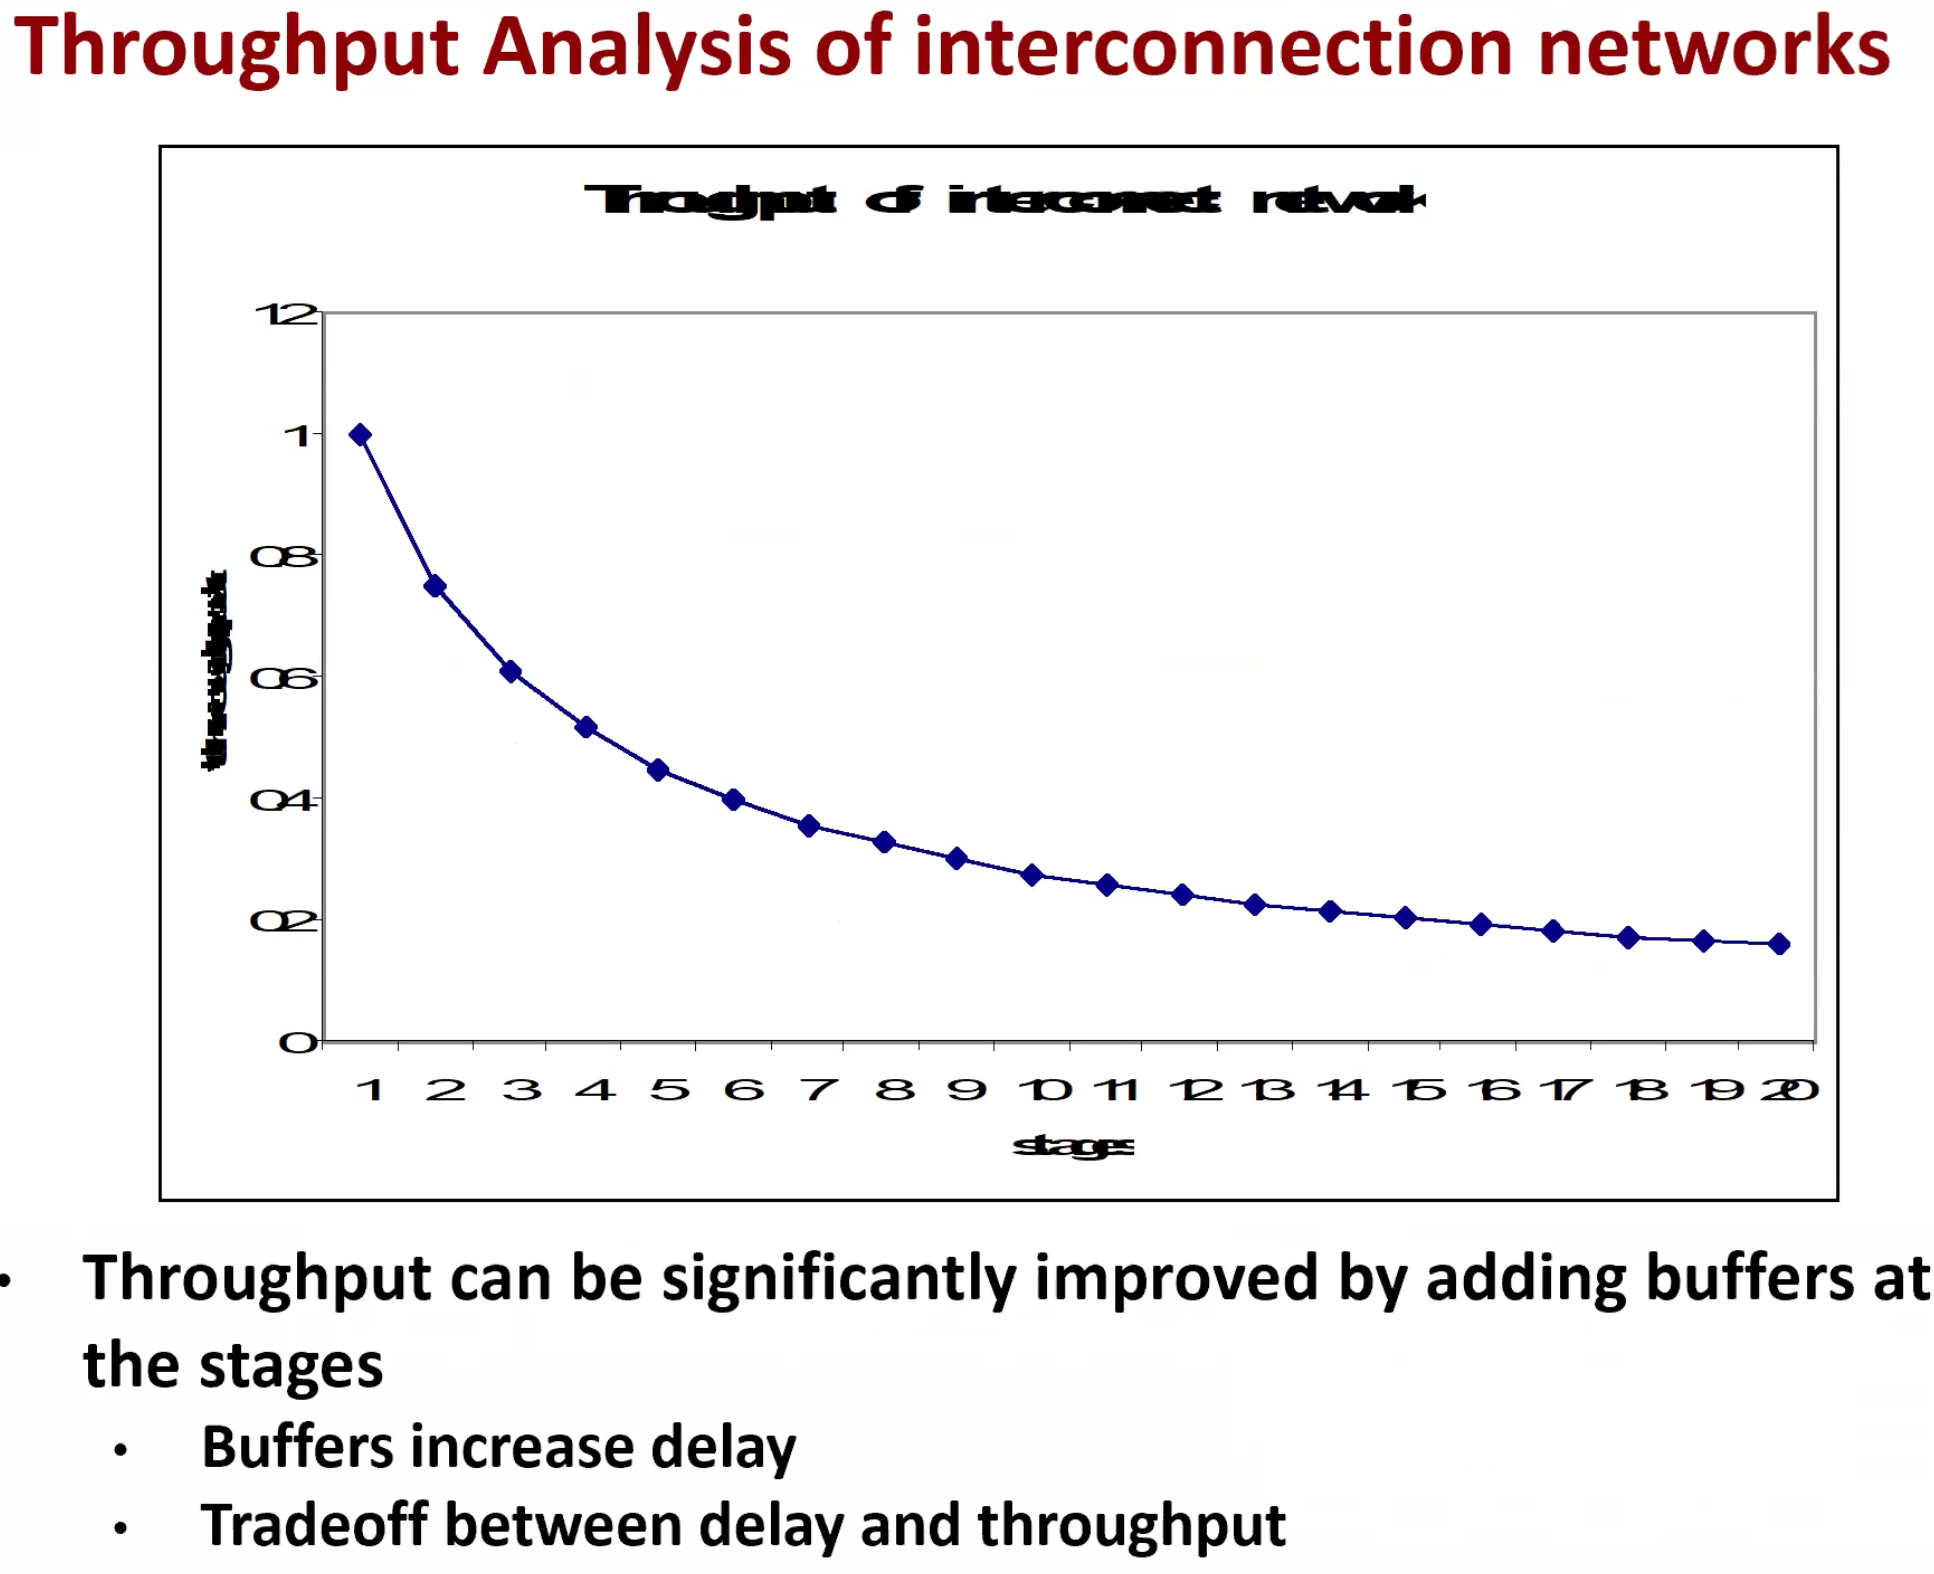 Throughput Analysis of interconnection networks
Throughput of interconnect network
1.2
1
0.8
0.6
0.4
0.2
0
throughput
1 2 3 4 5 6 7 8 9 10 11 12 13 14 15 16 17 18 19 20
stages
• Throughput can be significantly improved by adding buffers at
the stages
• Buffers increase delay
• Tradeoff between delay and throughput